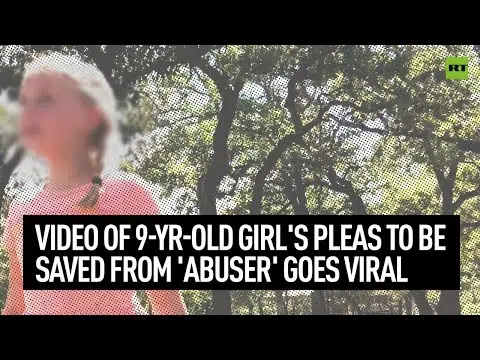 RT
VIDEO OF 9-YR-OLD GIRL'S PLEAS TO BE
SAVED FROM 'ABUSER' GOES VIRAL